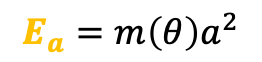 Eₐ = m(θ)a²